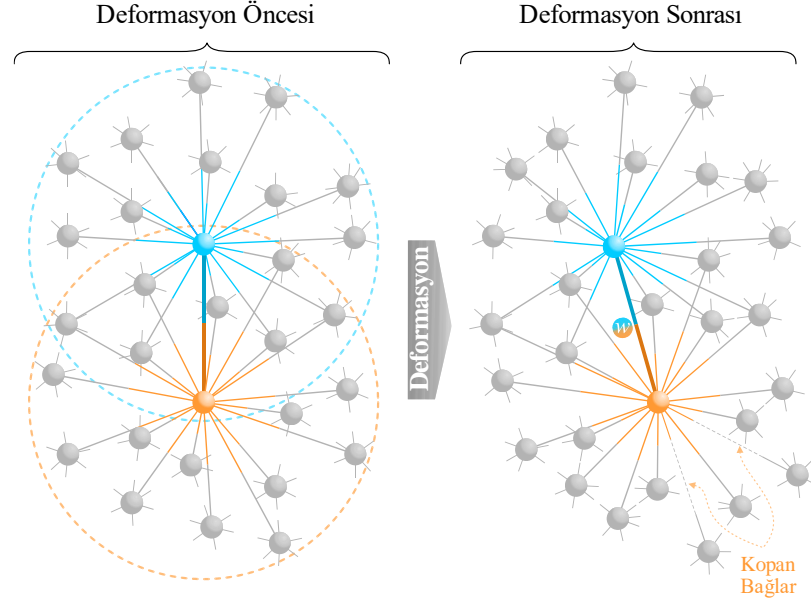 Deformasyon Öncesi
Deformasyon Sonrası
Deformasyon
w
Kopan
Bağlar